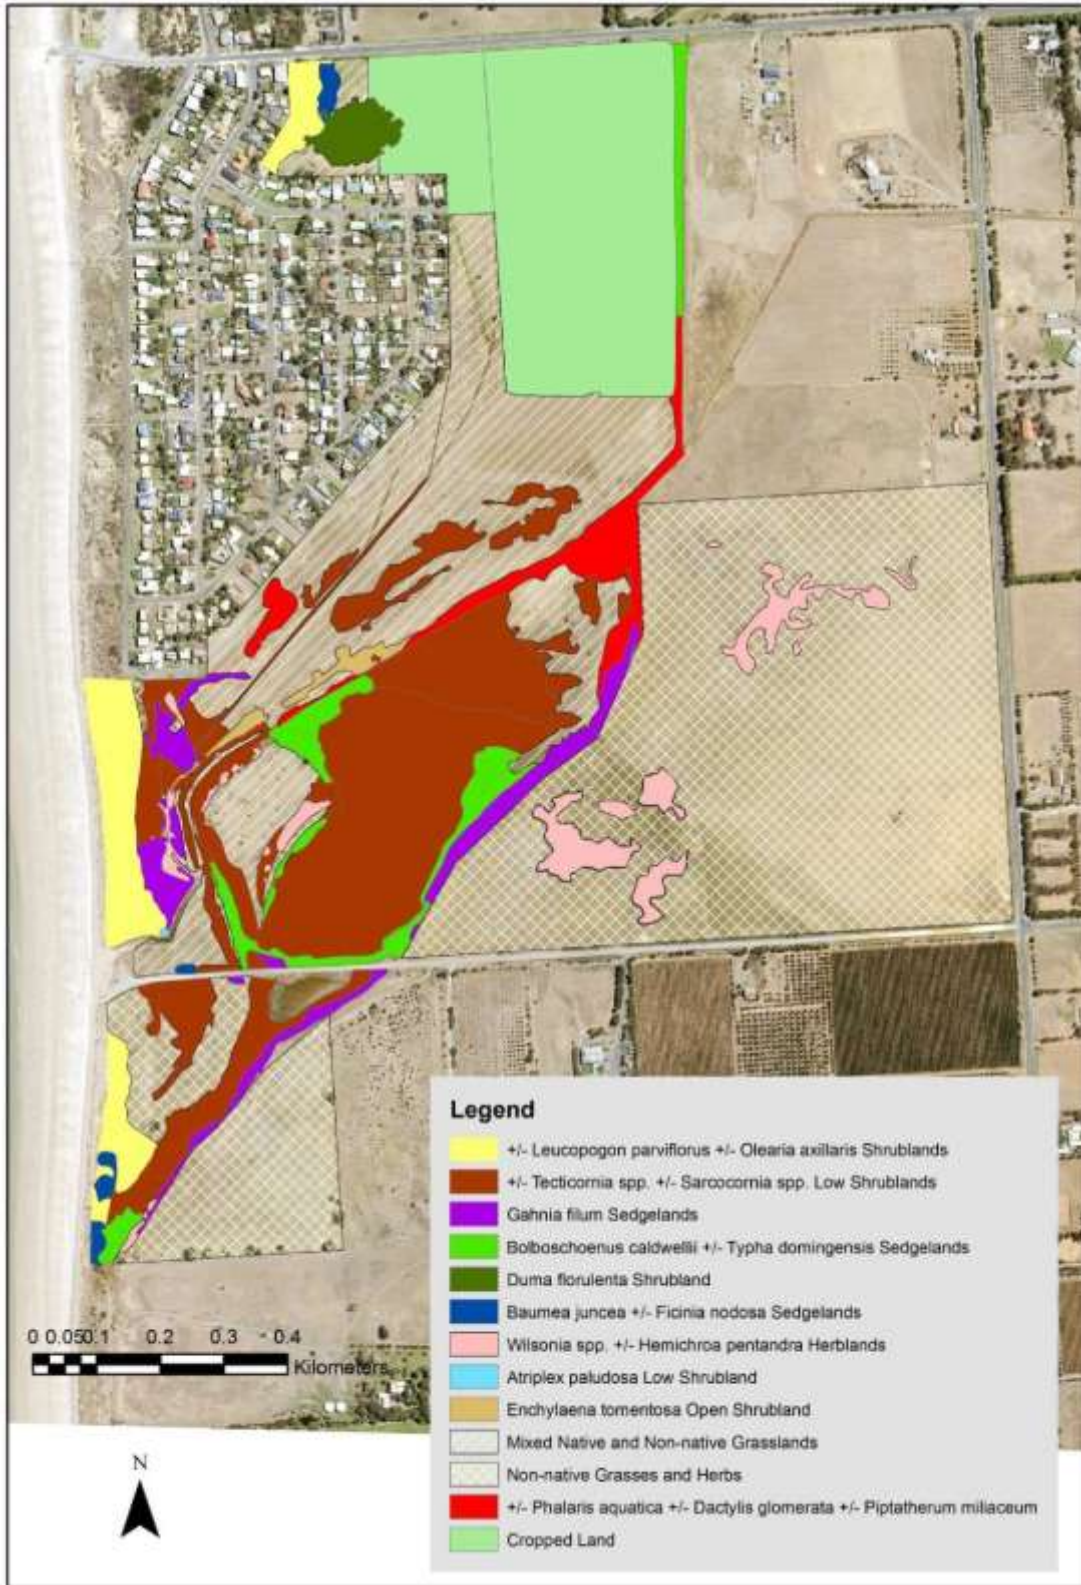 Legend
+/- Leucopogon parviflorus +/- Olearia axillaris Shrublands
+/- Tecticornia spp. +/- Sarcocornia spp. Low Shrublands
Gahnia filum Sedgelands
Bolboschoenus caldwellii +/- Typha domingensis Sedgelands
Duma florulenta Shrubland
Baumea juncea +/- Ficinia nodosa Sedgelands
Wilsonia spp. +/- Hemichroa pentandra Herblands
Atriplex paludosa Low Shrubland
Enchylaena tomentosa Open Shrubland
Mixed Native and Non-native Grasslands
Non-native Grasses and Herbs
+/- Phalaris aquatica +/- Dactylis glomerata +/- Piptatherum miliaceum
Cropped Land
0 0.050.1 0.2 0.3 0.4
Kilometers
N